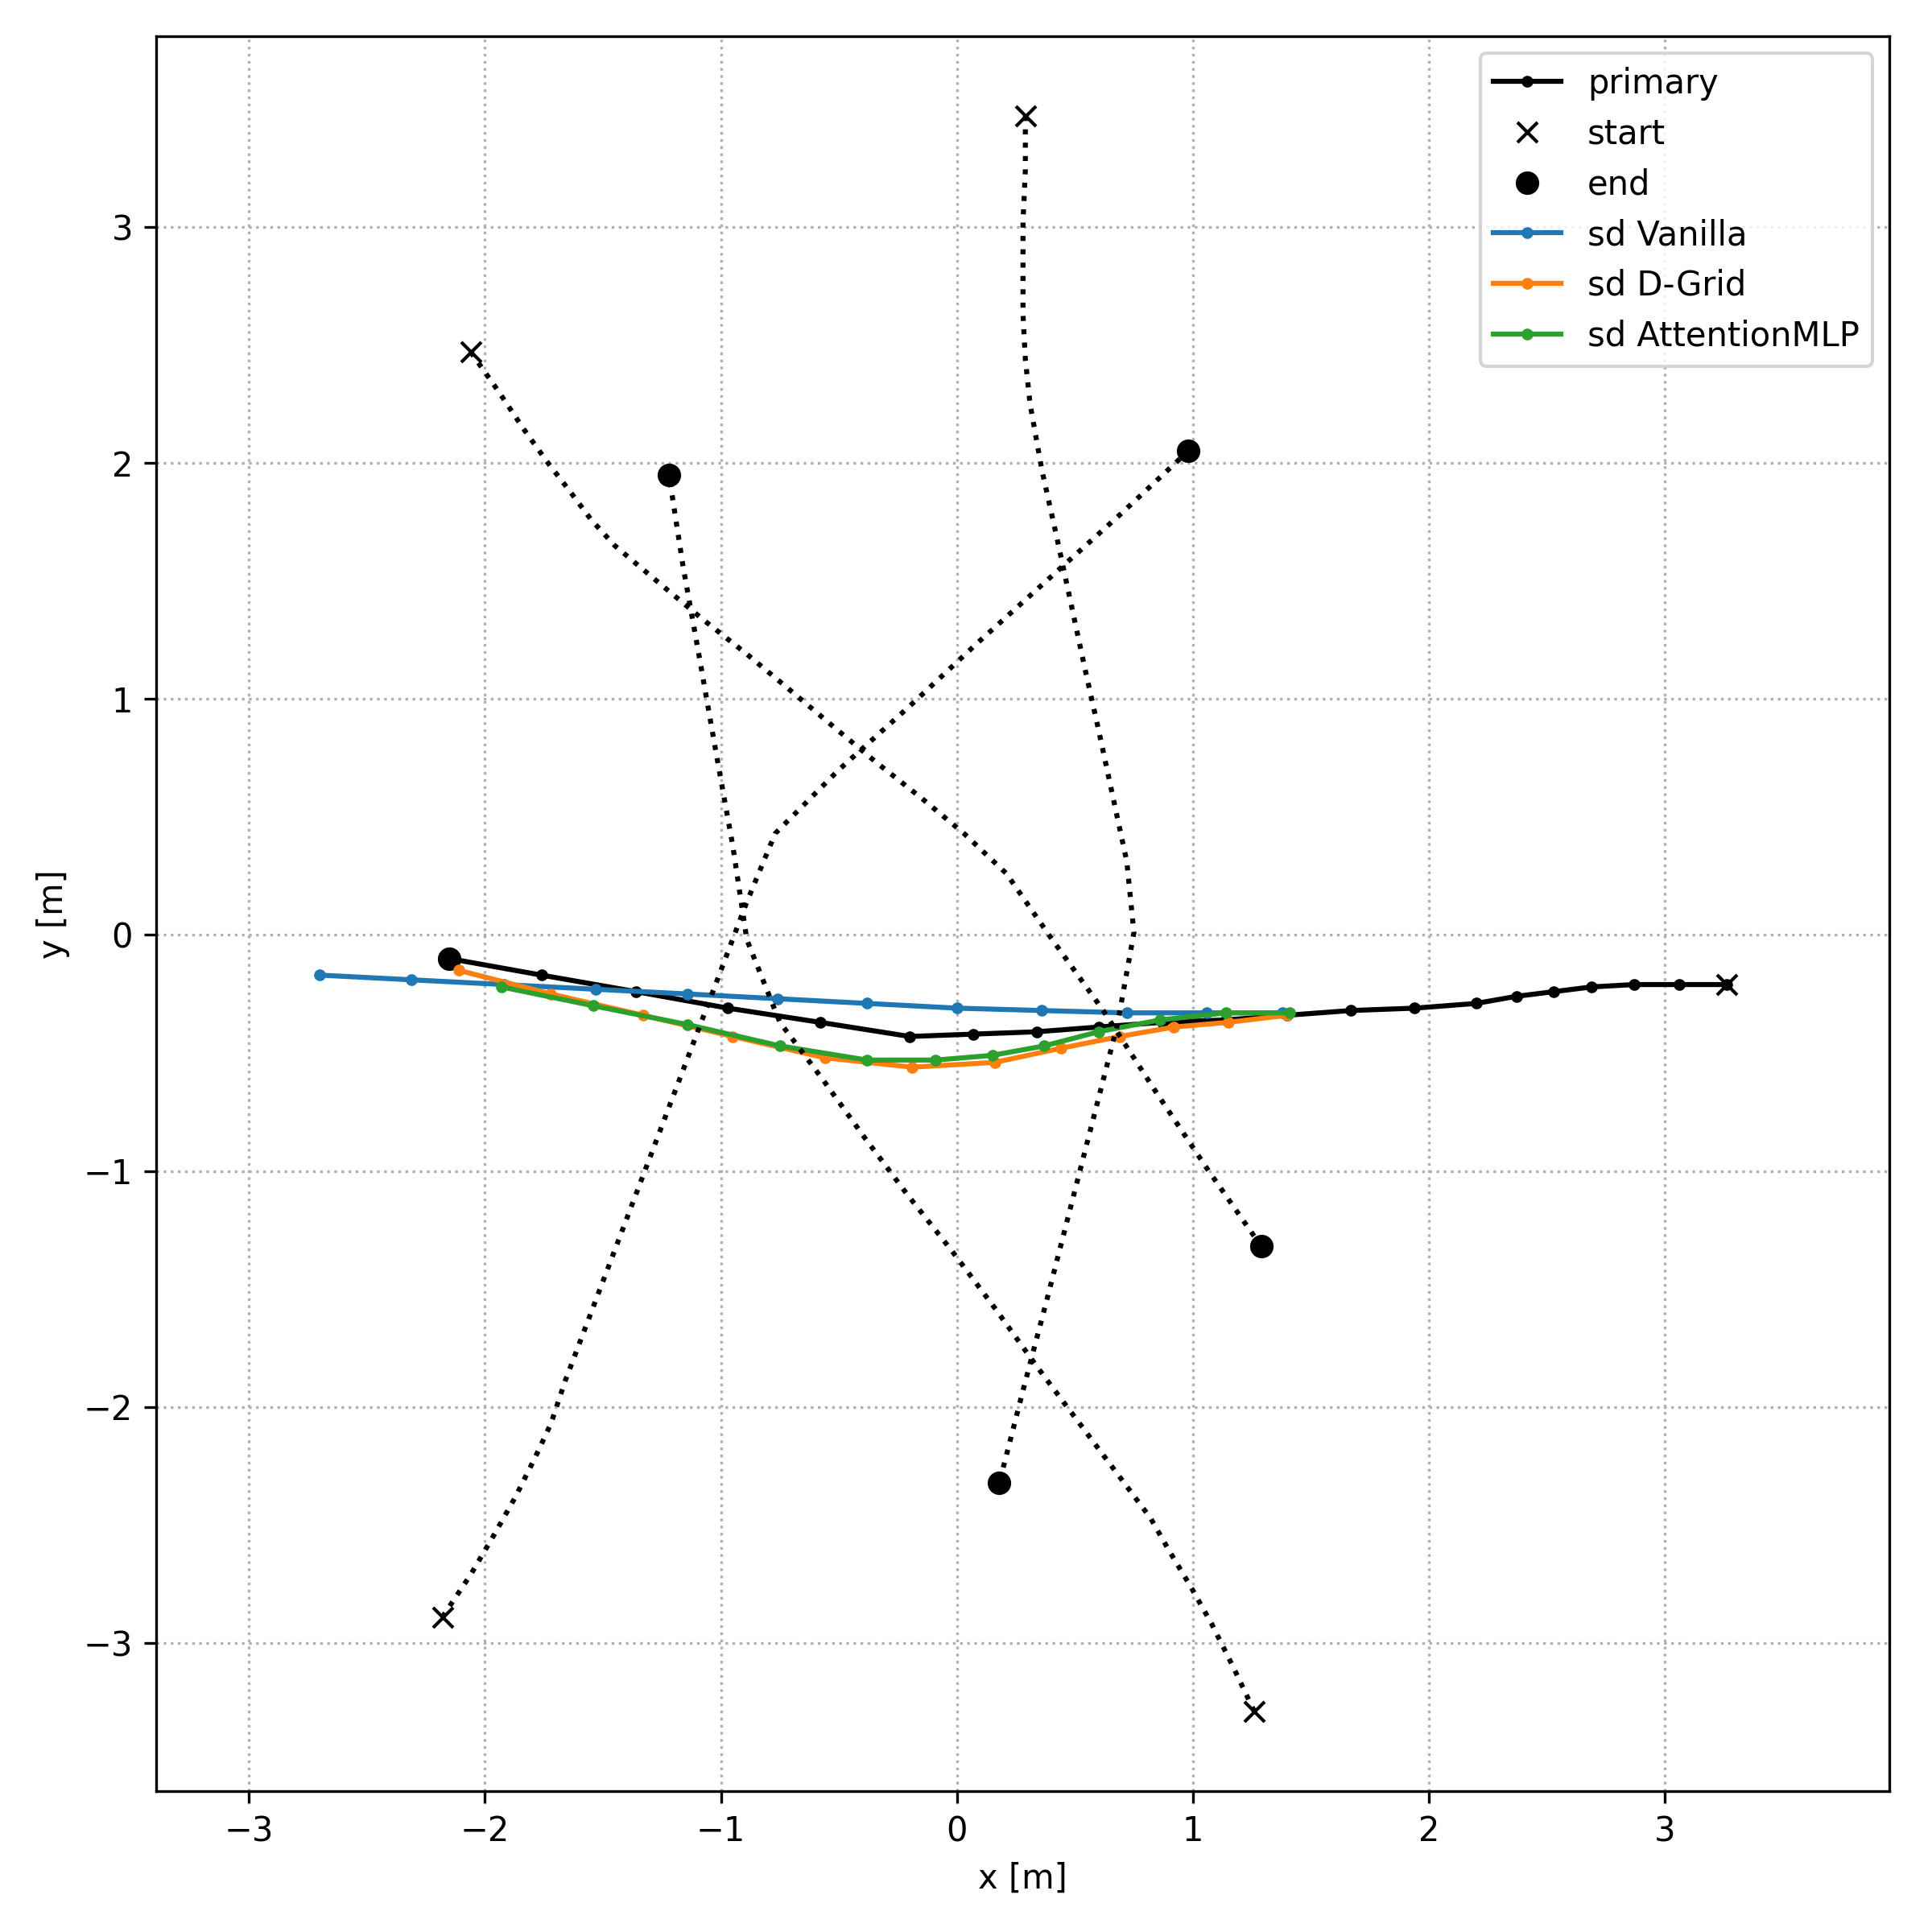 primary
start
end
sd Vanilla
sd D-Grid
sd AttentionMLP
y [m]
3
2
1
0
−1
−2
−3
−3 −2 −1 0 1 2 3
x [m]